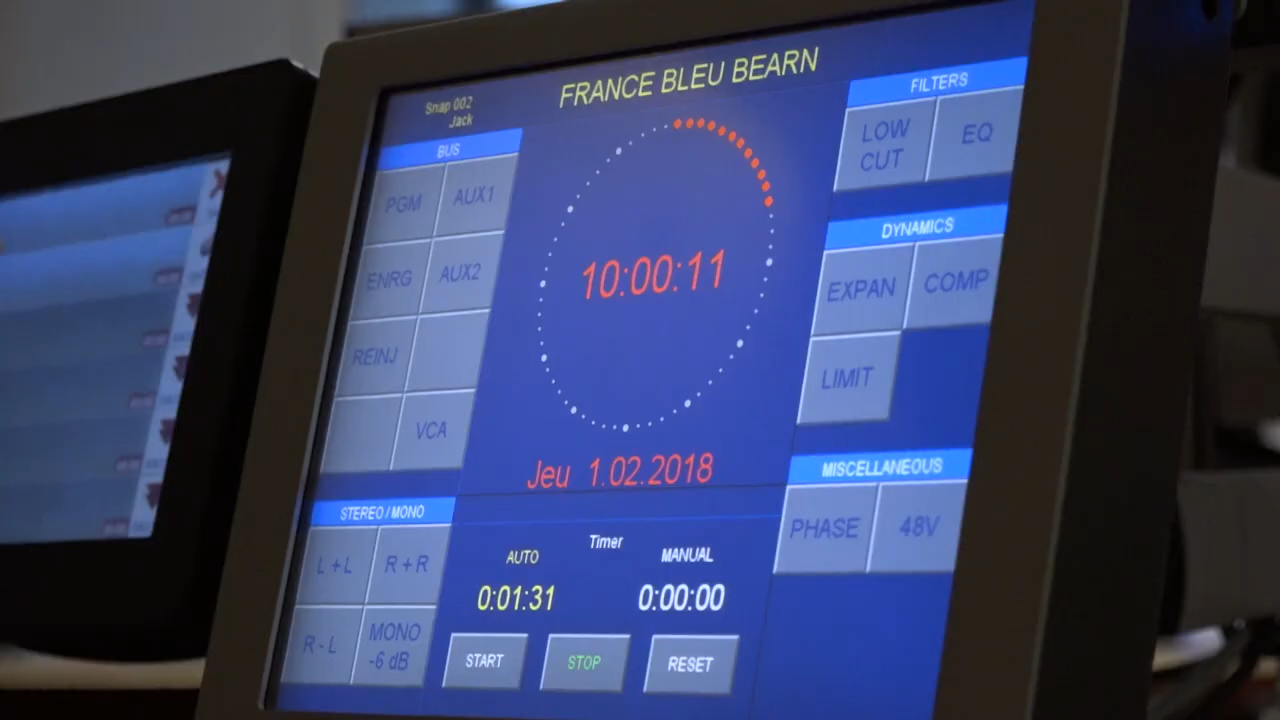 FRANCE BLEU BEARN
Snap 002
Jack
BUS
PGM
AUX1
ENRG
AUX2
REINJ
VCA
STEREO / MONO
L + L
R + R
R - L
MONO
-6 dB
10:00:11
Jeu 1.02.2018
Timer
AUTO
MANUAL
0:01:31
0:00:00
START
STOP
RESET
FILTERS
LOW
CUT
EQ
DYNAMICS
EXPAN
COMP
LIMIT
MISCELLANEOUS
PHASE
48V